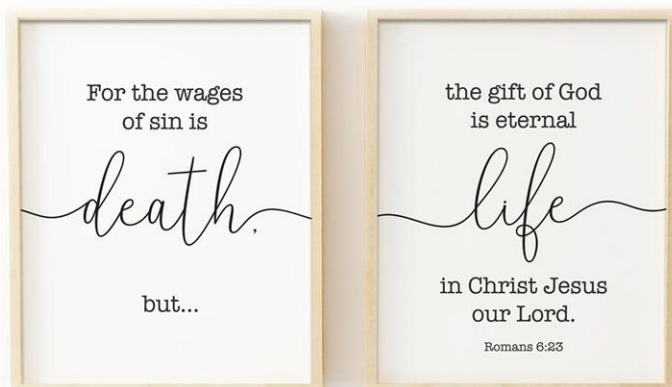 For the wages
of sin is
death,
but...
the gift of God
is eternal
life
in Christ Jesus
our Lord.
Romans 6:23